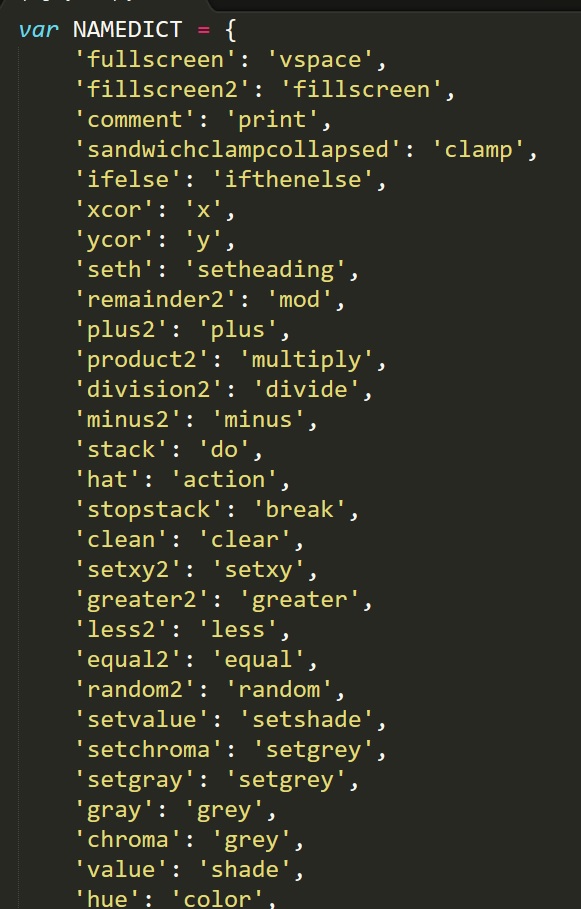 var NAMEDICT = {
'fullscreen': 'vspace',
'fillscreen2': 'fillscreen',
'comment': 'print',
'sandwichclampcollapsed': 'clamp',
'ifelse': 'ifthenelse',
'xcor': 'x',
'ycor': 'y',
'seth': 'setheading',
'remainder2': 'mod',
'plus2': 'plus',
'product2': 'multiply',
'division2': 'divide',
'minus2': 'minus',
'stack': 'do',
'hat': 'action',
'stopstack': 'break',
'clean': 'clear',
'setxy2': 'setxy',
'greater2': 'greater',
'less2': 'less',
'equal2': 'equal',
'random2': 'random',
'setvalue': 'setshade',
'setchroma': 'setgrey',
'setgray': 'setgrey',
'gray': 'grey',
'chroma': 'grey',
'value': 'shade',
'hue': 'color',